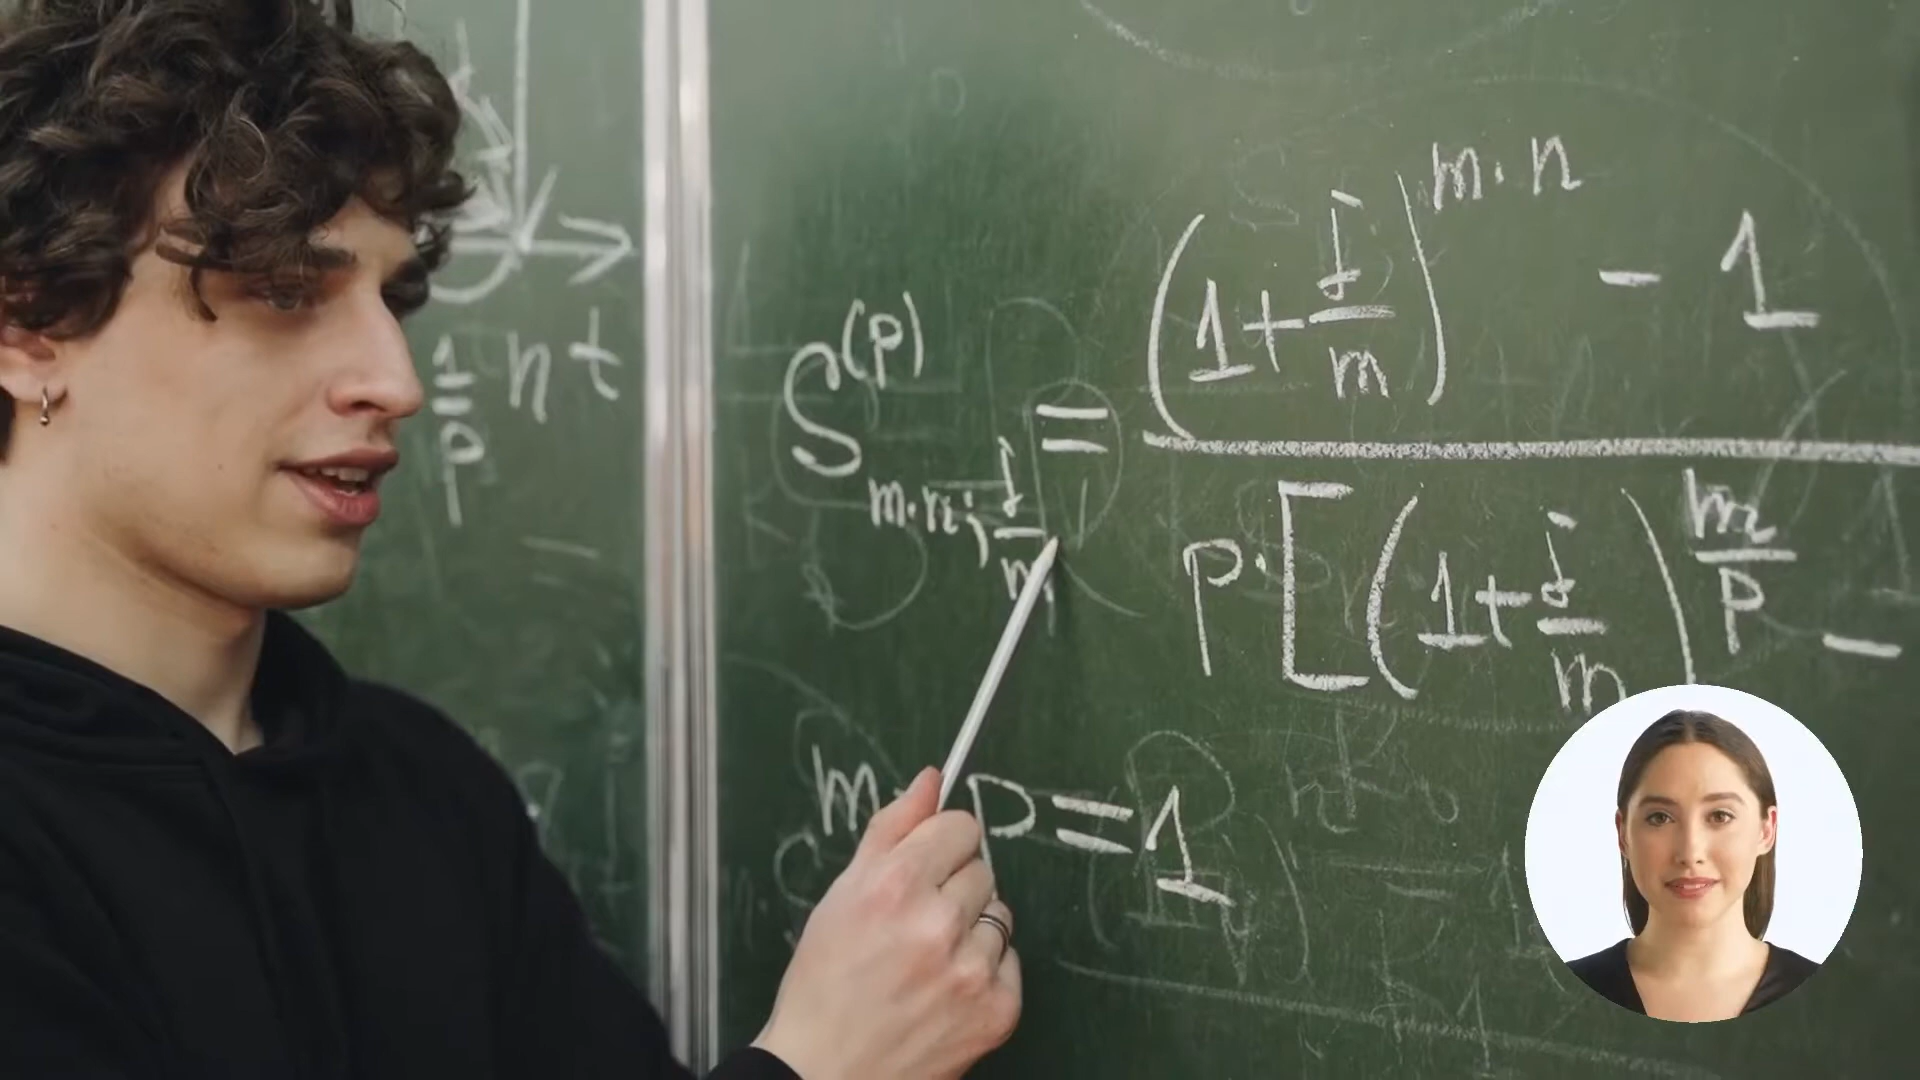 1/p n t
S^(p)_{m·n; j/m} = ((1 + j/m)^{m·n} - 1) / (p · [(1 + j/m)^{m/p} -
m p = 1